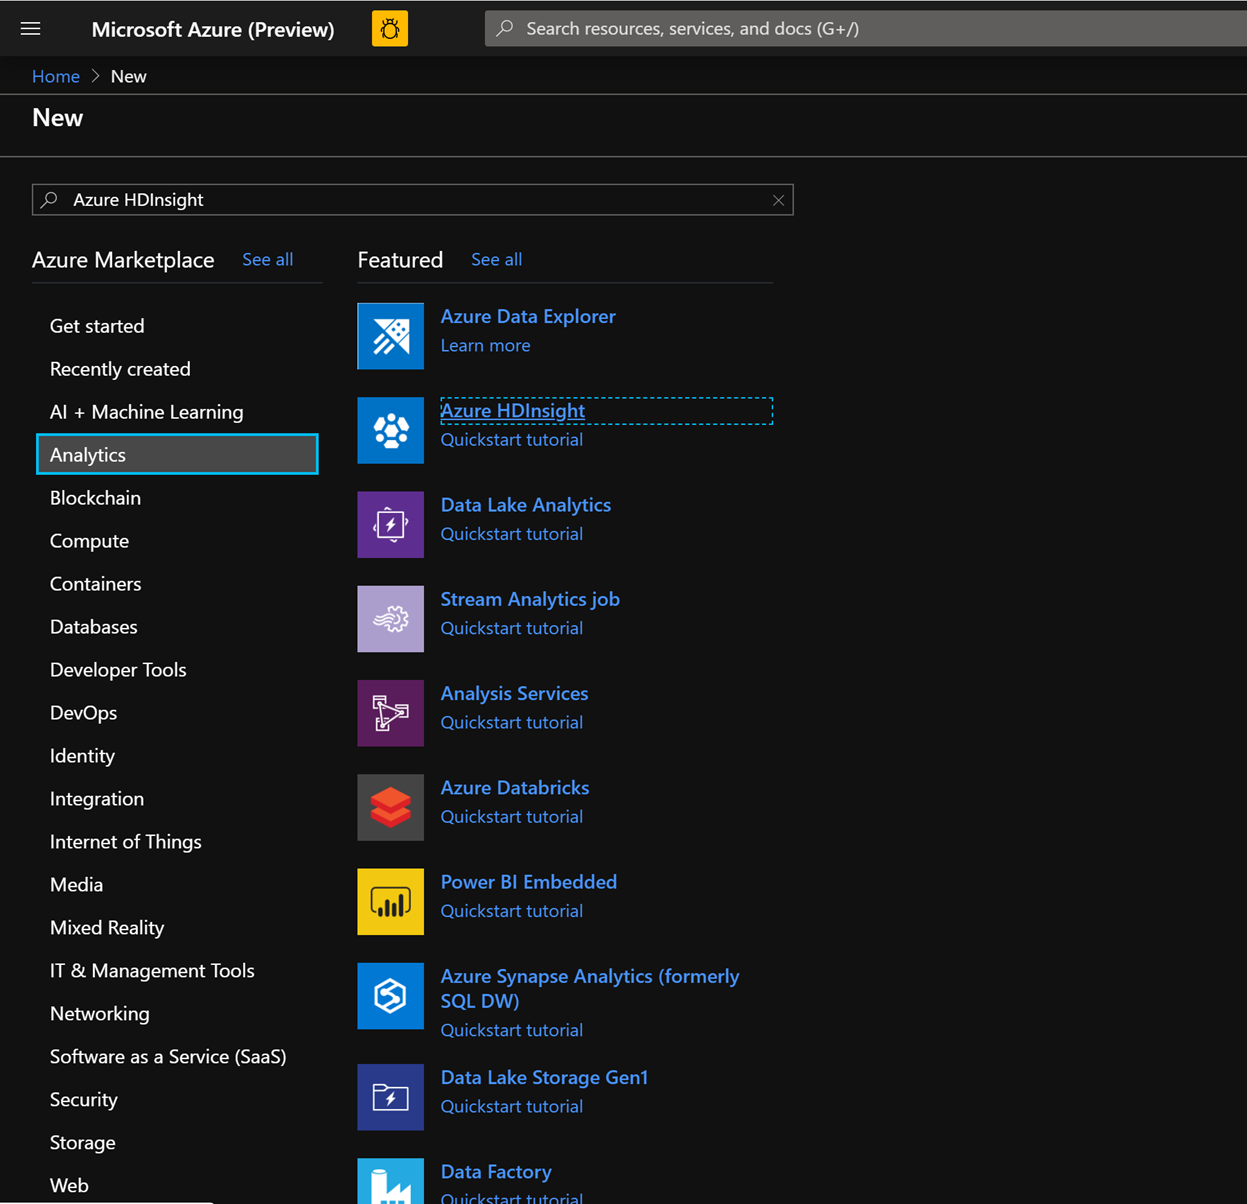 Microsoft Azure (Preview)
Search resources, services, and docs (G+/)
Home > New
New
Azure HDInsight
Azure Marketplace See all
Get started
Recently created
AI + Machine Learning
Analytics
Blockchain
Compute
Containers
Databases
Developer Tools
DevOps
Identity
Integration
Internet of Things
Media
Mixed Reality
IT & Management Tools
Networking
Software as a Service (SaaS)
Security
Storage
Web
Featured See all
Azure Data Explorer
Learn more
Azure HDInsight
Quickstart tutorial
Data Lake Analytics
Quickstart tutorial
Stream Analytics job
Quickstart tutorial
Analysis Services
Quickstart tutorial
Azure Databricks
Quickstart tutorial
Power BI Embedded
Quickstart tutorial
Azure Synapse Analytics (formerly
SQL DW)
Quickstart tutorial
Data Lake Storage Gen1
Quickstart tutorial
Data Factory
Quickstart tutorial